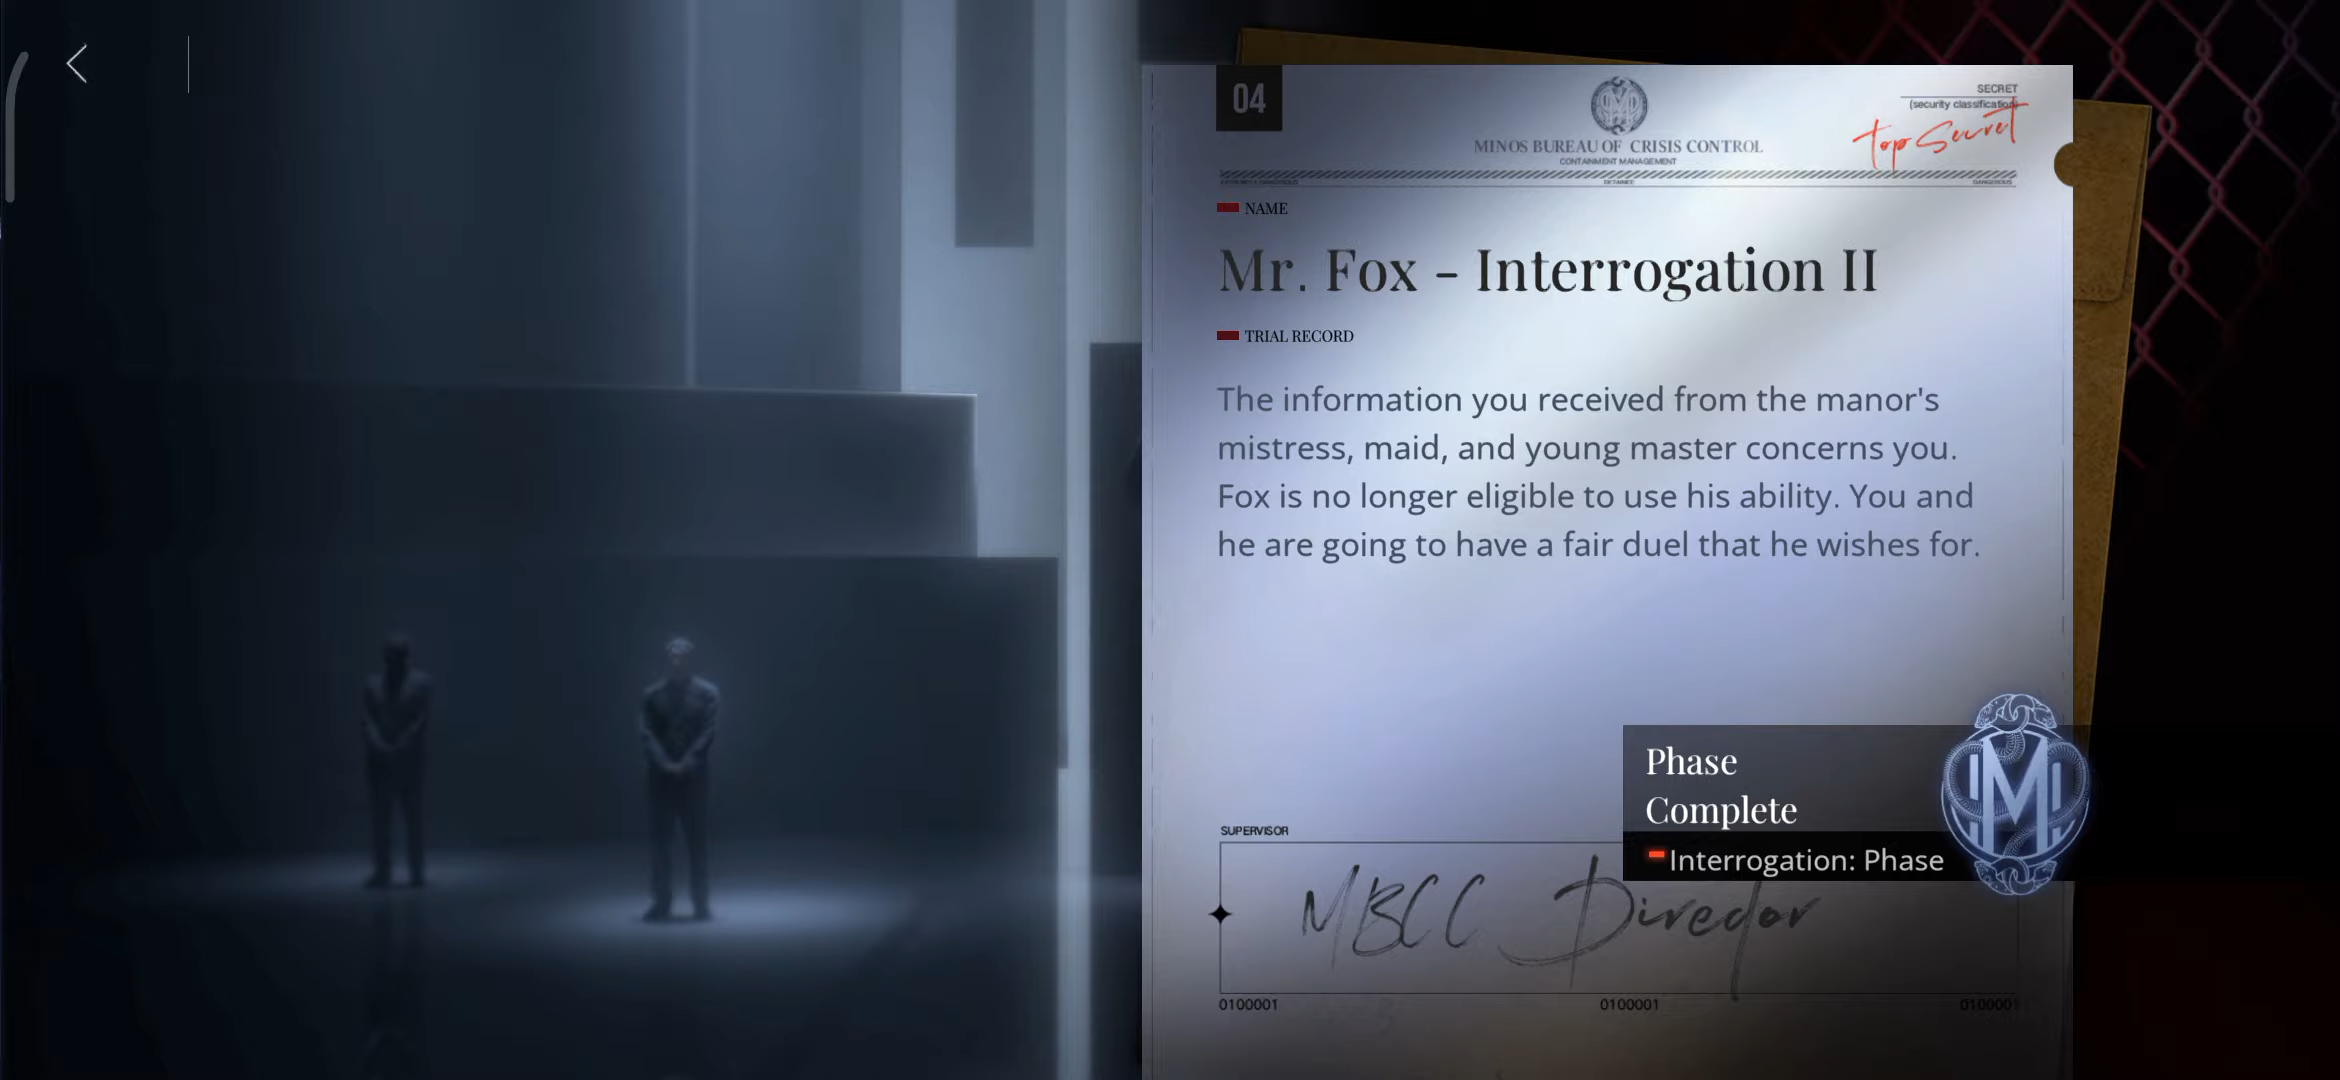 04
MINOS BUREAU OF CRISIS CONTROL
CONTAINMENT MANAGEMENT
SECRET
(security classification)
Top Secret
DETAINEE
DANGEROUS
NAME
Mr. Fox - Interrogation II
TRIAL RECORD
The information you received from the manor's
mistress, maid, and young master concerns you.
Fox is no longer eligible to use his ability. You and
he are going to have a fair duel that he wishes for.
Phase
Complete
Interrogation: Phase
SUPERVISOR
MBCC Director
0100001 0100001 0100001